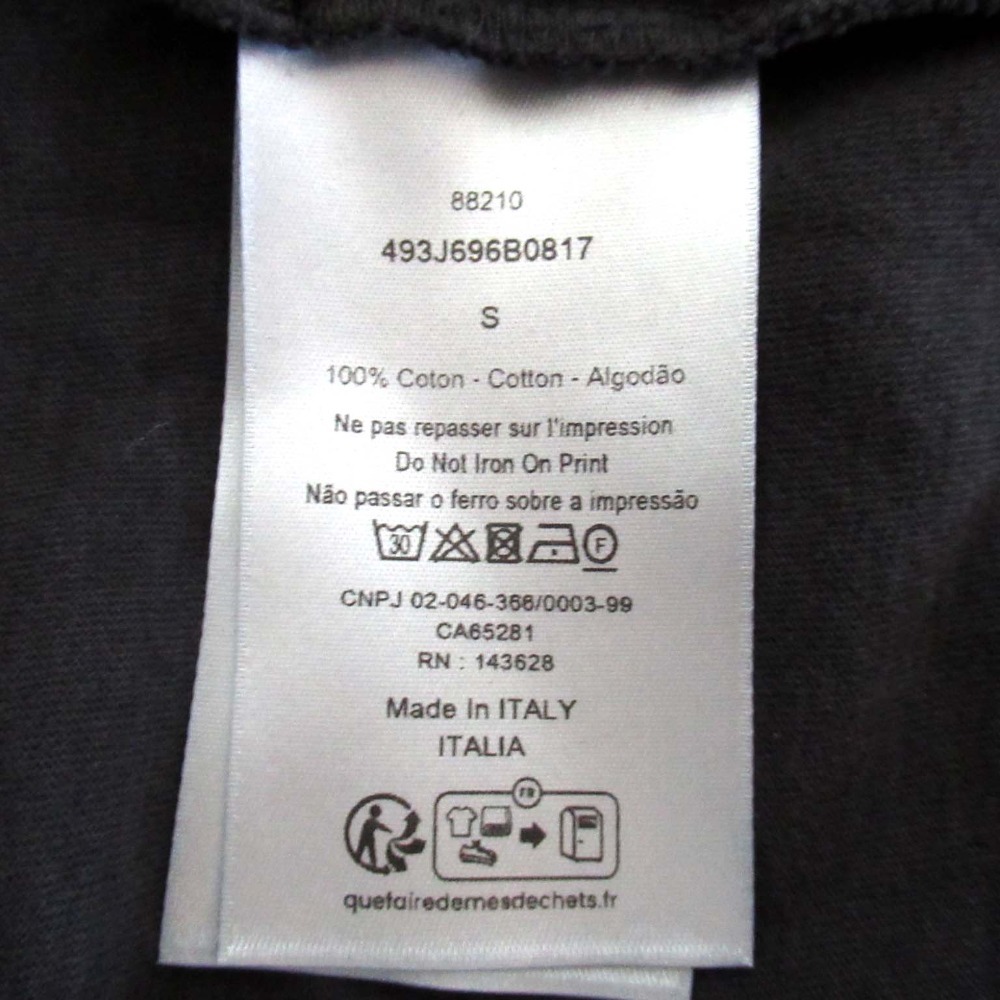 88210
493J696B0817
S
100% Coton - Cotton - Algodão
Ne pas repasser sur l'impression
Do Not Iron On Print
Não passar o ferro sobre a impressão
30 F
CNPJ 02-046-368/0003-99
CA65281
RN : 143628
Made In ITALY
ITALIA
FR
quefairedemesdechets.fr